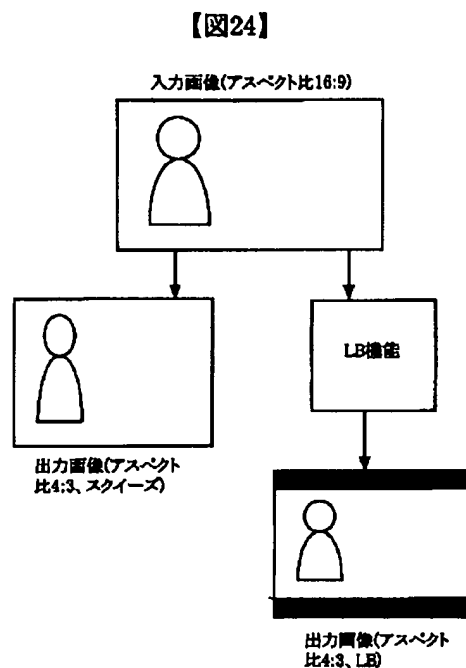 【図24】
入力画像(アスペクト比16:9)
LB機能
出力画像(アスペクト
比4:3、スクイーズ)
出力画像(アスペクト
比4:3、LB)